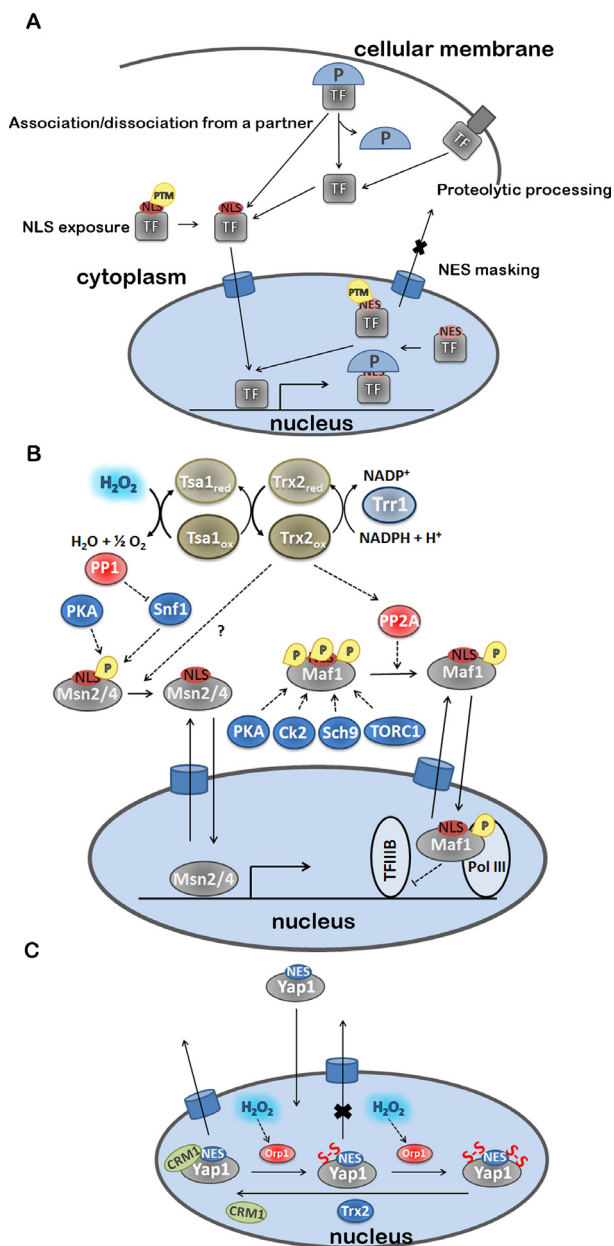 A
cellular membrane
P
TF
Association/dissociation from a partner
P
TF
TF
Proteolytic processing
PTM
NLS
TF
NLS
TF
NLS exposure
cytoplasm
NES masking
PTM
NES
TF
NES
TF
P
NES
TF
TF
nucleus
B
H₂O₂
Tsa1red
Trx2red
NADP⁺
Trr1
H₂O + ½ O₂
Tsa1ox
Trx2ox
NADPH + H⁺
PP1
PKA
Snf1
?
PP2A
P
NLS
Msn2/4
NLS
Msn2/4
P P P
NLS
Maf1
NLS
P
Maf1
PKA
Ck2
Sch9
TORC1
Msn2/4
TFIIIB
NLS
P
Maf1
Pol III
nucleus
C
NES
Yap1
H₂O₂
H₂O₂
CRM1
NES
Yap1
Orp1
S-S
NES
Yap1
Orp1
S-S
NES
S-S
Yap1
CRM1
Trx2
nucleus